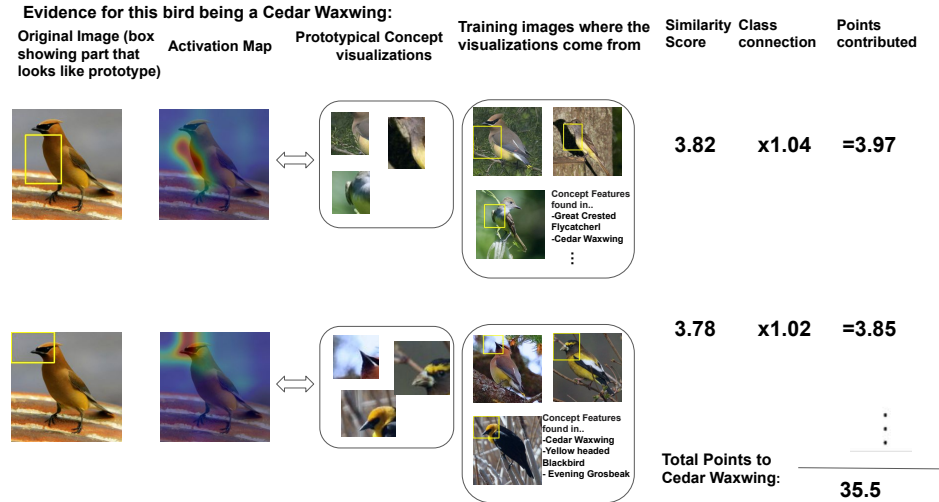 Evidence for this bird being a Cedar Waxwing:
Original Image (box
showing part that
looks like prototype)
Activation Map
Prototypical Concept
visualizations
Training images where the
visualizations come from
Similarity
Score
Class
connection
Points
contributed
3.82
x1.04
=3.97
Concept Features
found in..
-Great Crested
Flycatcherl
-Cedar Waxwing
⋮
3.78
x1.02
=3.85
Concept Features
found in..
-Cedar Waxwing
-Yellow headed
Blackbird
- Evening Grosbeak
⋮
Total Points to
Cedar Waxwing:
35.5